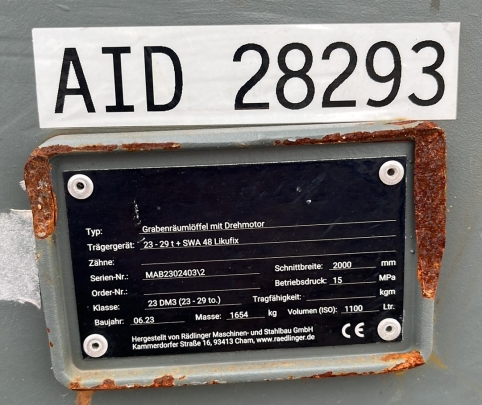 AID 28293
Typ: Grabenräumlöffel mit Drehmotor
Trägergerät: 23 - 29 t + SWA 48 Likufix
Zähne:
Serien-Nr.: MAB2302403\2 Schnittbreite: 2000 mm
Order-Nr.: Betriebsdruck: 15 MPa
Klasse: 23 DM3 (23 - 29 to.) Tragfähigkeit: kgm
Baujahr: 06.23 Masse: 1654 kg Volumen (ISO): 1100 Ltr.
Hergestellt von Rädlinger Maschinen- und Stahlbau GmbH
Kammerdorfer Straße 16, 93413 Cham, www.raedlinger.de
CE